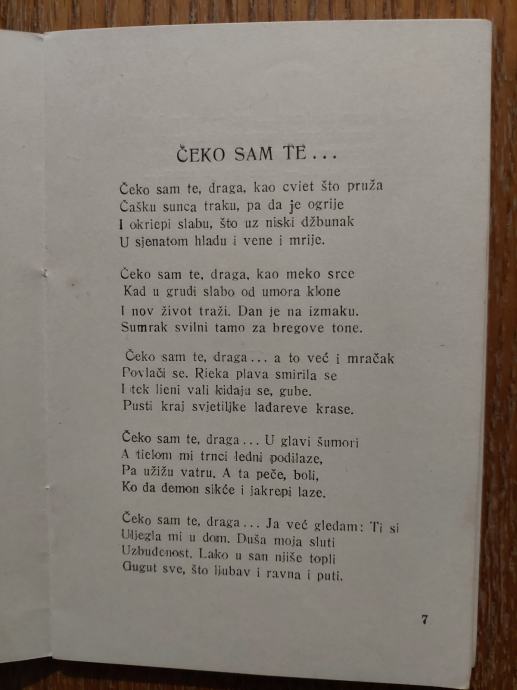 ČEKO SAM TE...
Čeko sam te, draga, kao cviet što pruža
Čašku sunca traku, pa da je ogrije
I okriepi slabu, što uz niski džbunak
U sjenatom hladu i vene i mrije.
Čeko sam te, draga, kao meko srce
Kad u grudi slabo od umora klone
I nov život traži. Dan je na izmaku.
Sumrak svilni tamo za bregove tone.
Čeko sam te, draga... a to već i mračak
Povlači se. Rieka plava smirila se
I tek lieni vali kidaju se, gube.
Pusti kraj svjetiljke lađareve krase.
Čeko sam te, draga... U glavi šumori
A tielom mi trnci ledni podilaze,
Pa užižu vatru. A ta peče, boli,
Ko da demon sikće i jakrepi laze.
Čeko sam te, draga... Ja već gledam: Ti si
Uljegla mi u dom. Duša moja sluti
Uzbuđenost. Lako u san njiše topli
Gugut sve, što ljubav i ravna i puti.
7